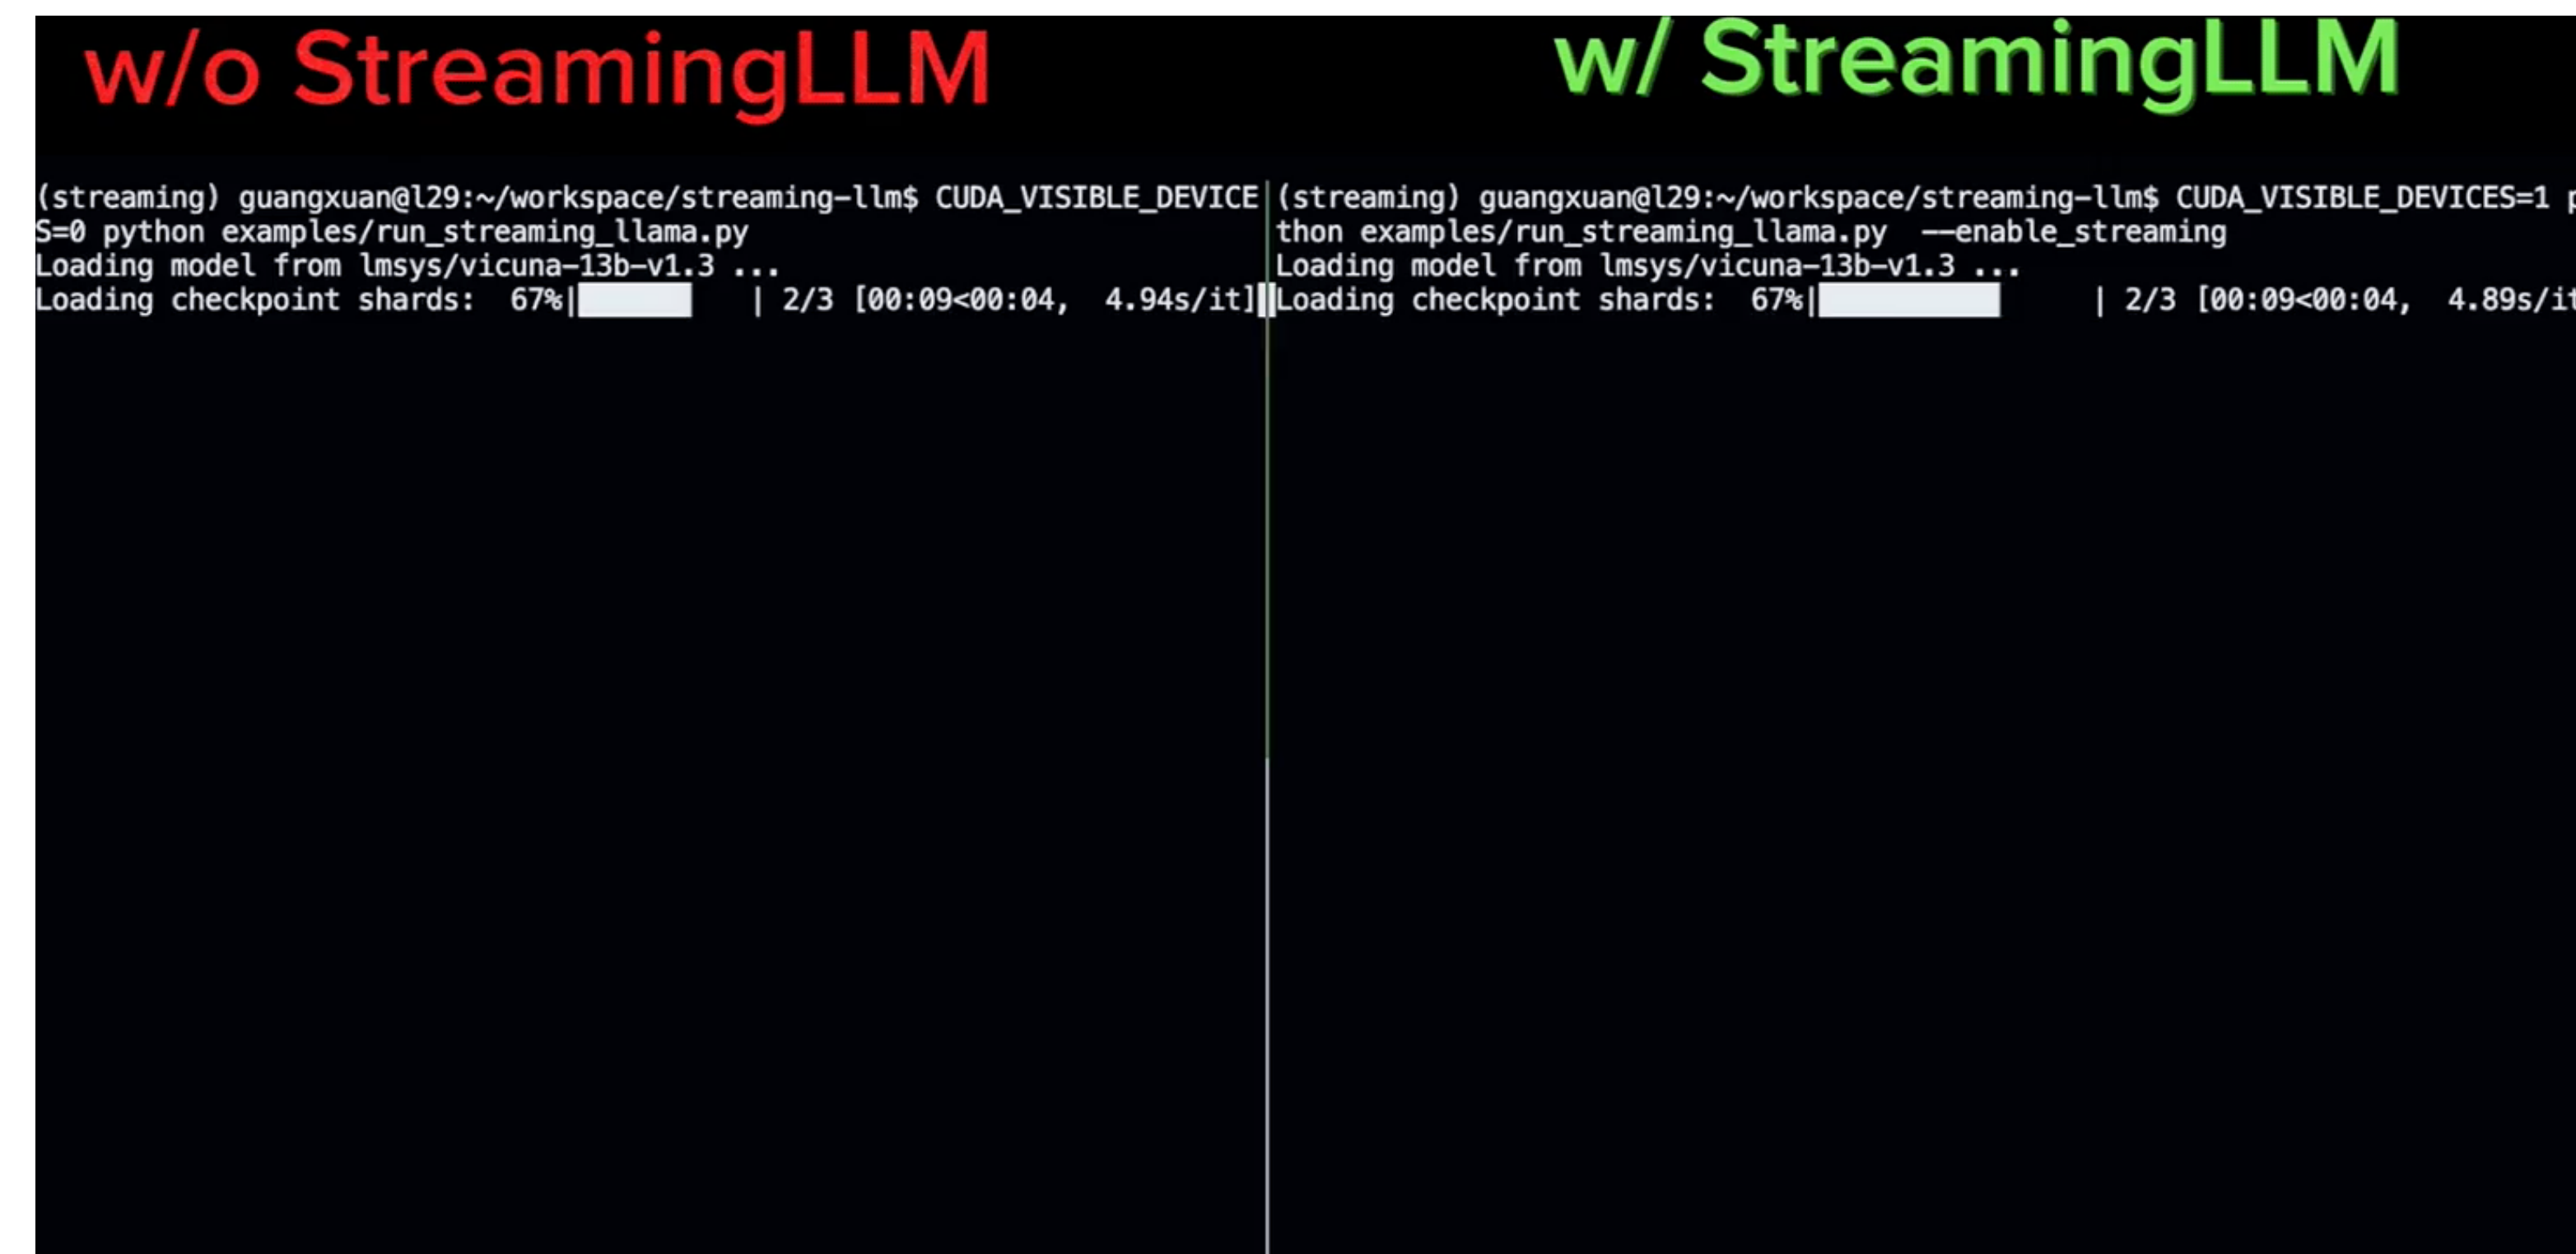 w/o StreamingLLM
(streaming) guangxuan@l29:~/workspace/streaming-llm$ CUDA_VISIBLE_DEVICE
S=0 python examples/run_streaming_llama.py
Loading model from lmsys/vicuna-13b-v1.3 ...
Loading checkpoint shards:  67%| | 2/3 [00:09<00:04,  4.94s/it]
w/ StreamingLLM
(streaming) guangxuan@l29:~/workspace/streaming-llm$ CUDA_VISIBLE_DEVICES=1 p
thon examples/run_streaming_llama.py  --enable_streaming
Loading model from lmsys/vicuna-13b-v1.3 ...
Loading checkpoint shards:  67%| | 2/3 [00:09<00:04,  4.89s/it